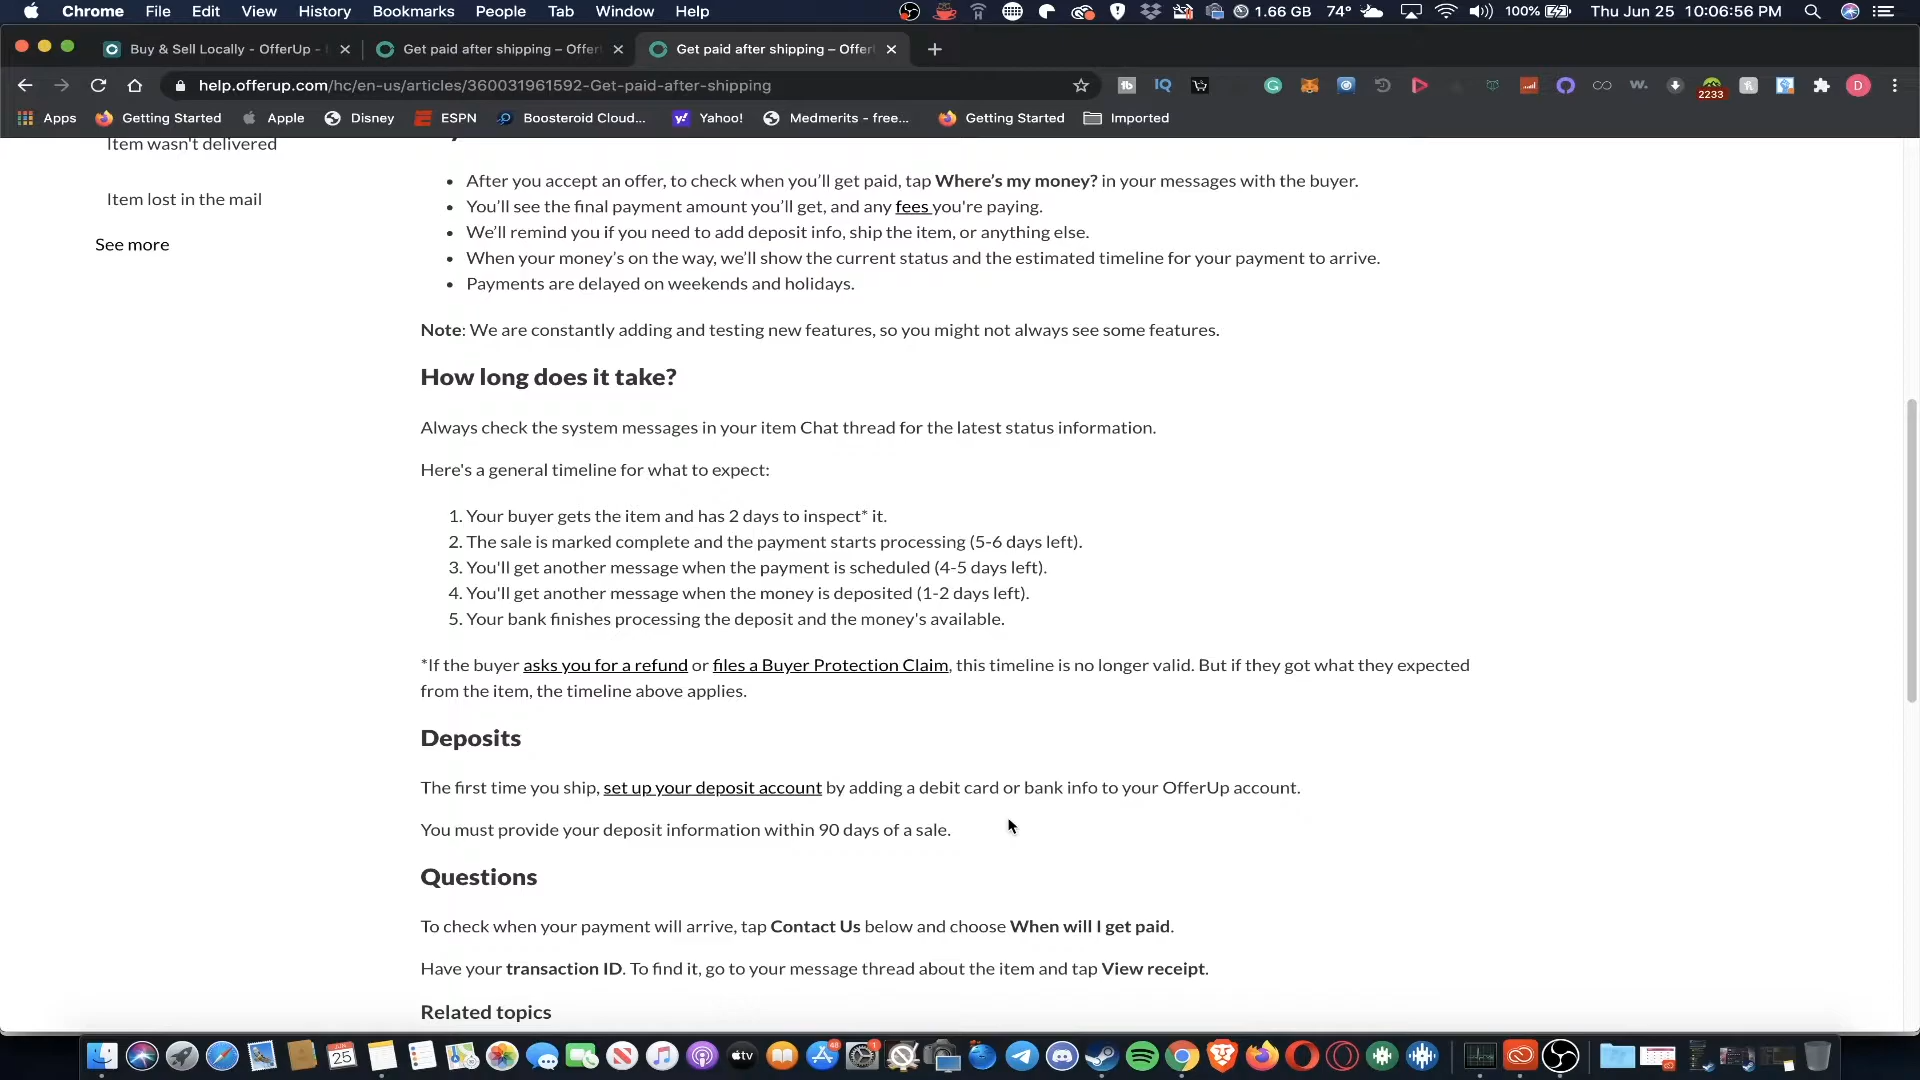 Chrome File Edit View History Bookmarks People Tab Window Help 1.66 GB 74° 100% Thu Jun 25 10:06:56 PM
Buy & Sell Locally - OfferUp - Get paid after shipping – Offer Get paid after shipping – Offer
help.offerup.com/hc/en-us/articles/360031961592-Get-paid-after-shipping 2233 D
Apps Getting Started Apple Disney ESPN Boosteroid Cloud... Yahoo! Medmerits - free... Getting Started Imported
Item wasn't delivered
Item lost in the mail
See more
• After you accept an offer, to check when you’ll get paid, tap Where’s my money? in your messages with the buyer.
• You’ll see the final payment amount you’ll get, and any fees you're paying.
• We’ll remind you if you need to add deposit info, ship the item, or anything else.
• When your money’s on the way, we’ll show the current status and the estimated timeline for your payment to arrive.
• Payments are delayed on weekends and holidays.
Note: We are constantly adding and testing new features, so you might not always see some features.
How long does it take?
Always check the system messages in your item Chat thread for the latest status information.
Here's a general timeline for what to expect:
1. Your buyer gets the item and has 2 days to inspect* it.
2. The sale is marked complete and the payment starts processing (5-6 days left).
3. You'll get another message when the payment is scheduled (4-5 days left).
4. You'll get another message when the money is deposited (1-2 days left).
5. Your bank finishes processing the deposit and the money's available.
*If the buyer asks you for a refund or files a Buyer Protection Claim, this timeline is no longer valid. But if they got what they expected
from the item, the timeline above applies.
Deposits
The first time you ship, set up your deposit account by adding a debit card or bank info to your OfferUp account.
You must provide your deposit information within 90 days of a sale.
Questions
To check when your payment will arrive, tap Contact Us below and choose When will I get paid.
Have your transaction ID. To find it, go to your message thread about the item and tap View receipt.
Related topics